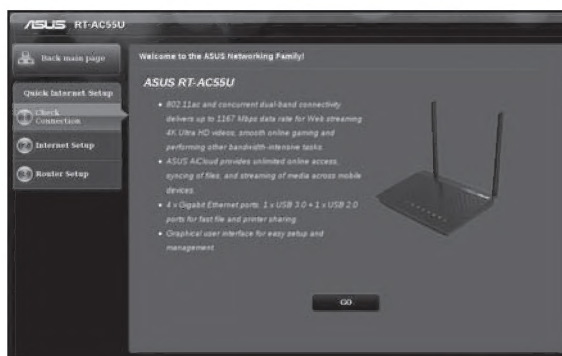 ASUS RT-AC55U
Back main page
Quick Internet Setup
1 Check
Connection
2 Internet Setup
3 Router Setup
Welcome to the ASUS Networking Family!
ASUS RT-AC55U
• 802.11ac and concurrent dual-band connectivity
delivers up to 1167 Mbps data rate for Web streaming
4K Ultra HD videos, smooth online gaming and
performing other bandwidth-intensive tasks.
• ASUS AiCloud provides unlimited online access,
syncing of files, and streaming of media across mobile
devices.
• 4 x Gigabit Ethernet ports, 1 x USB 3.0 + 1 x USB 2.0
ports for fast file and printer sharing.
• Graphical user interface for easy setup and
management.
GO